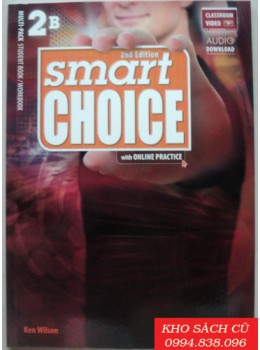 MULTI-PACK STUDENT BOOK / WORKBOOK
2B
CLASSROOM
VIDEO
AUDIO
DOWNLOAD
2nd Edition
smart
CHOICE
with ONLINE PRACTICE
Ken Wilson
KHO SÁCH CŨ
0994.838.096